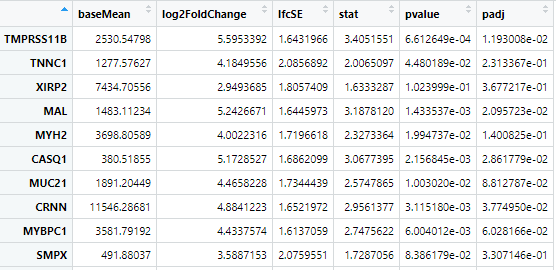 baseMean log2FoldChange lfcSE stat pvalue padj
TMPRSS11B 2530.54798 5.5953392 1.6431966 3.4051551 6.612649e-04 1.193008e-02
TNNC1 1277.57627 4.1849556 2.0856892 2.0065097 4.480189e-02 2.313367e-01
XIRP2 7434.70556 2.9493685 1.8057409 1.6333287 1.023999e-01 3.677217e-01
MAL 1483.11234 5.2426671 1.6445973 3.1878120 1.433537e-03 2.095723e-02
MYH2 3698.80589 4.0022316 1.7196618 2.3273364 1.994737e-02 1.400825e-01
CASQ1 380.51855 5.1728527 1.6862099 3.0677395 2.156845e-03 2.861779e-02
MUC21 1891.20449 4.4658228 1.7344439 2.5747865 1.003020e-02 8.812787e-02
CRNN 11546.28681 4.8841223 1.6521972 2.9561377 3.115180e-03 3.774950e-02
MYBPC1 3581.79192 4.4337574 1.6137059 2.7475622 6.004012e-03 6.028166e-02
SMPX 491.88037 3.5887153 2.0759551 1.7287056 8.386179e-02 3.307146e-01